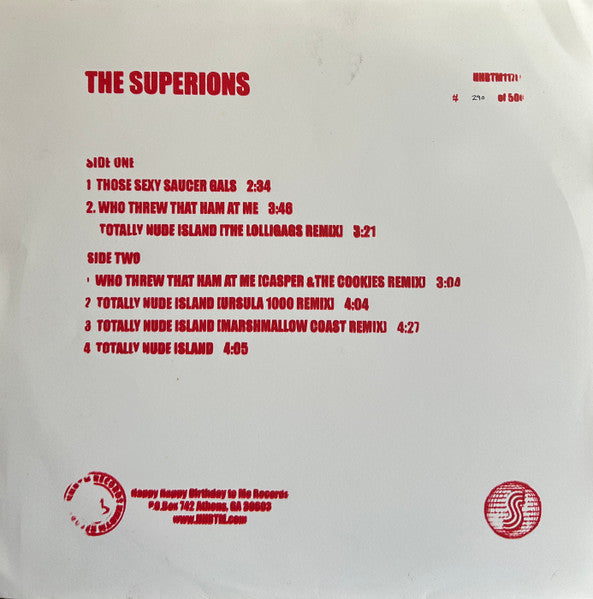 THE SUPERIONS
# 290 of 500
SIDE ONE
1 THOSE SEXY SAUCER GALS 2:34
2. WHO THREW THAT HAM AT ME 3:46
TOTALLY NUDE ISLAND [THE LOLLIGAGS REMIX] 3:21
SIDE TWO
WHO THREW THAT HAM AT ME [CASPER & THE COOKIES REMIX] 3:04
2 TOTALLY NUDE ISLAND [URSULA 1000 REMIX] 4:04
3 TOTALLY NUDE ISLAND [MARSHMALLOW COAST REMIX] 4:27
4 TOTALLY NUDE ISLAND 4:05
Happy Happy Birthday to Me Records
P.O.Box 742 Athens, GA 30603
www.HHBTM.com